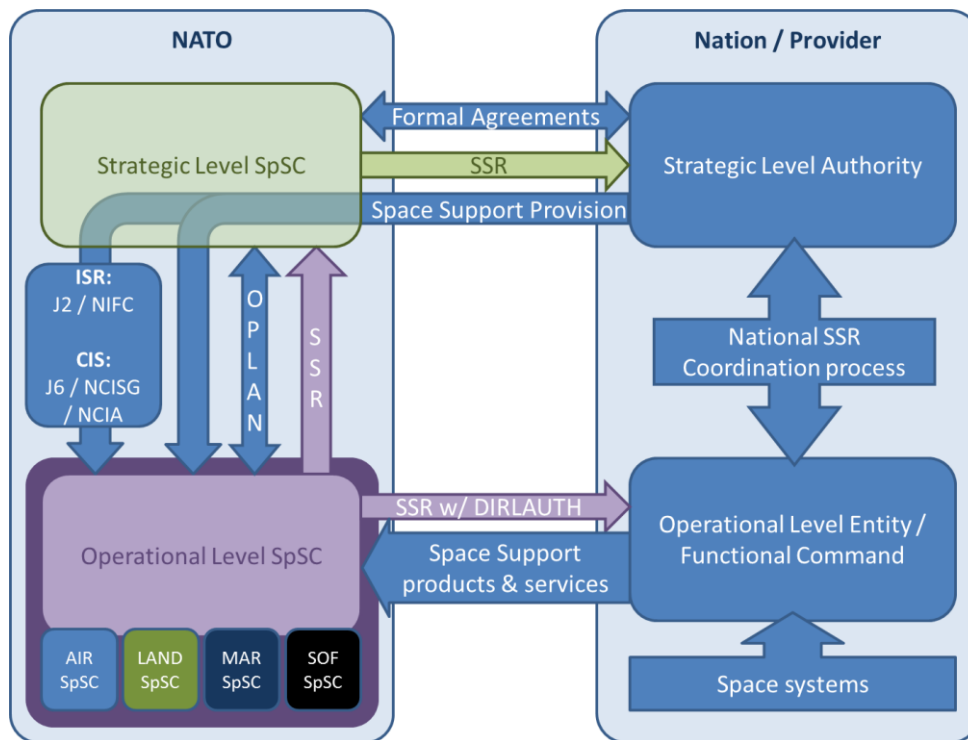 NATO
Nation / Provider
Strategic Level SpSC
Formal Agreements
SSR
Space Support Provision
Strategic Level Authority
ISR:
J2 / NIFC
CIS:
J6 / NCISG
/ NCIA
OPLAN
SSR
National SSR
Coordination process
Operational Level SpSC
SSR w/ DIRLAUTH
Space Support
products & services
Operational Level Entity /
Functional Command
AIR
SpSC
LAND
SpSC
MAR
SpSC
SOF
SpSC
Space systems